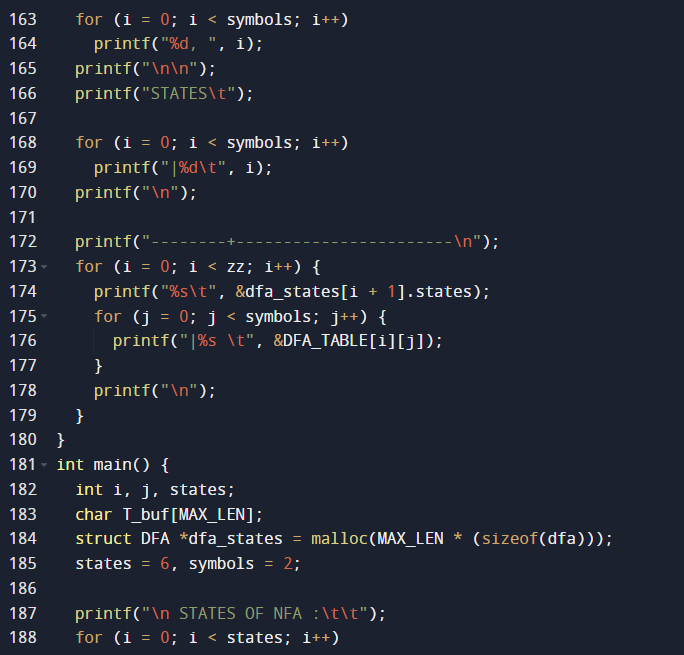 163 for (i = 0; i < symbols; i++)
164 printf("%d, ", i);
165 printf("\n\n");
166 printf("STATES\t");
167
168 for (i = 0; i < symbols; i++)
169 printf("|%d\t", i);
170 printf("\n");
171
172 printf("--------+-----------------------\n");
173 for (i = 0; i < zz; i++) {
174 printf("%s\t", &dfa_states[i + 1].states);
175 for (j = 0; j < symbols; j++) {
176 printf("|%s \t", &DFA_TABLE[i][j]);
177 }
178 printf("\n");
179 }
180 }
181 int main() {
182 int i, j, states;
183 char T_buf[MAX_LEN];
184 struct DFA *dfa_states = malloc(MAX_LEN * (sizeof(dfa)));
185 states = 6, symbols = 2;
186
187 printf("\n STATES OF NFA :\t\t");
188 for (i = 0; i < states; i++)